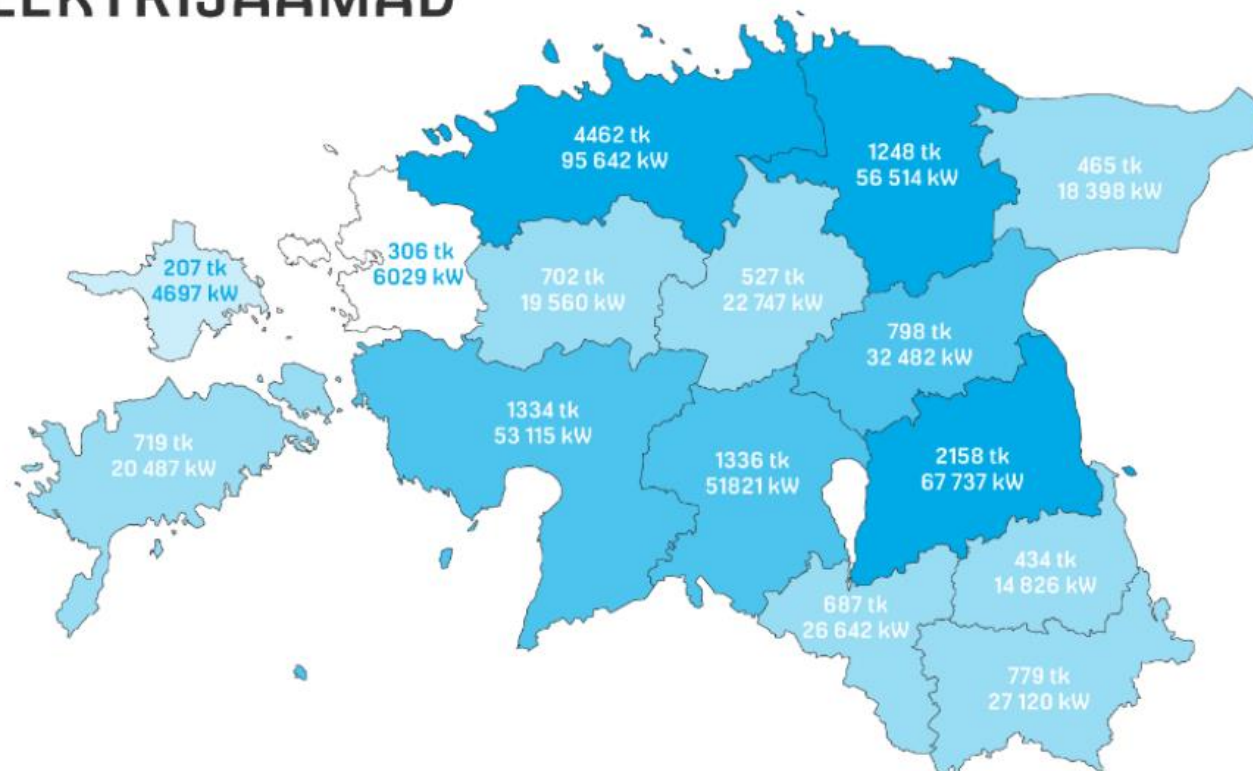 LEKTRIJAAMAD
4462 tk
95 642 kW
1248 tk
56 514 kW
465 tk
18 398 kW
306 tk
6029 kW
207 tk
4697 kW
702 tk
19 560 kW
527 tk
22 747 kW
798 tk
32 482 kW
1334 tk
53 115 kW
719 tk
20 487 kW
1336 tk
51821 kW
2158 tk
67 737 kW
434 tk
14 826 kW
687 tk
26 642 kW
779 tk
27 120 kW